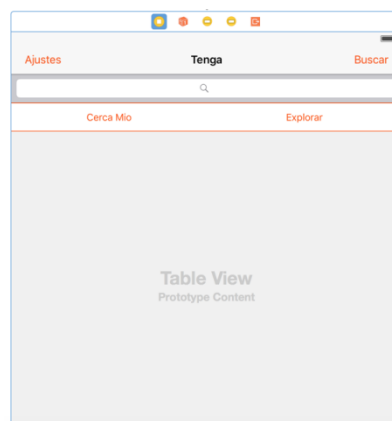 Ajustes Tenga Buscar
Cerca Mio Explorar
Table View
Prototype Content